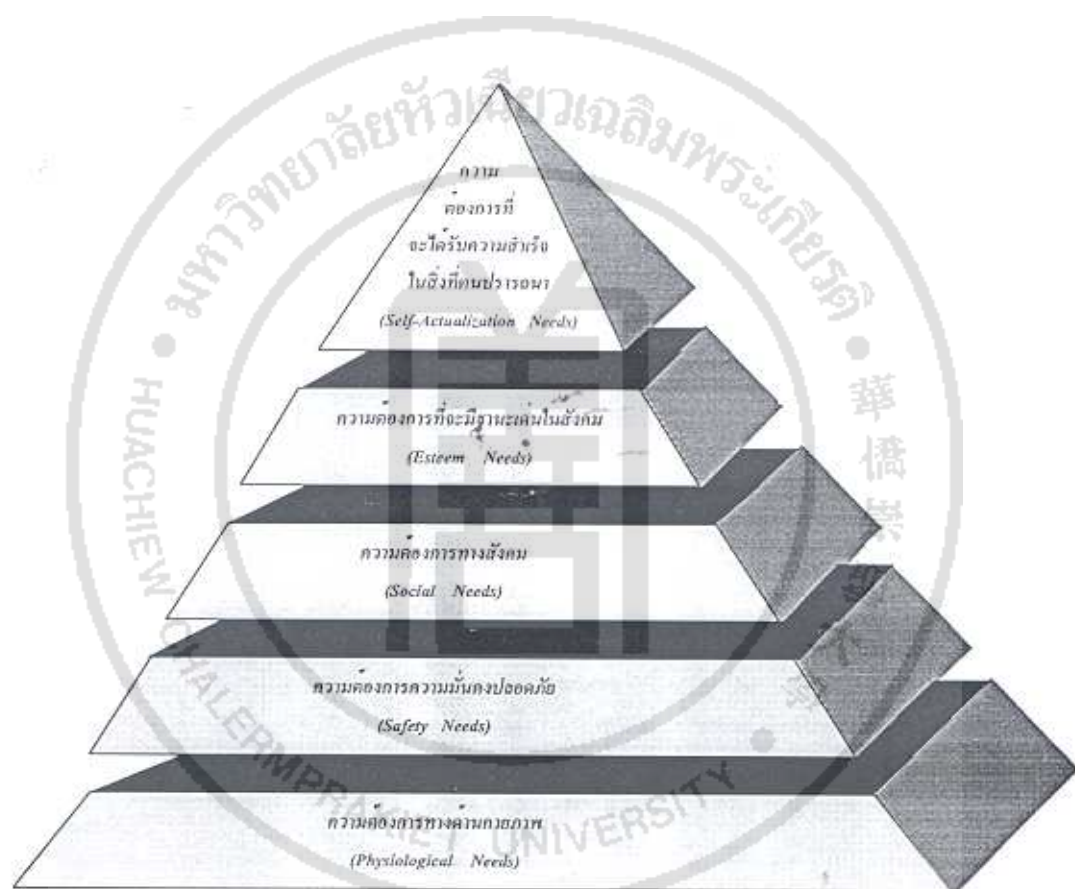 มหาวิทยาลัยหัวเฉียวเฉลิมพระเกียรติ
ความ
ต้องการที่
จะได้รับความสำเร็จ
ในสิ่งที่ตนปรารถนา
(Self-Actualization Needs)
ความต้องการที่จะมีฐานะเด่นในสังคม
(Esteem Needs)
ความต้องการทางสังคม
(Social Needs)
ความต้องการความมั่นคงปลอดภัย
(Safety Needs)
ความต้องการทางด้านกายภาพ
(Physiological Needs)
HUACHIEW CHALERMPRAKIET UNIVERSITY
華僑崇